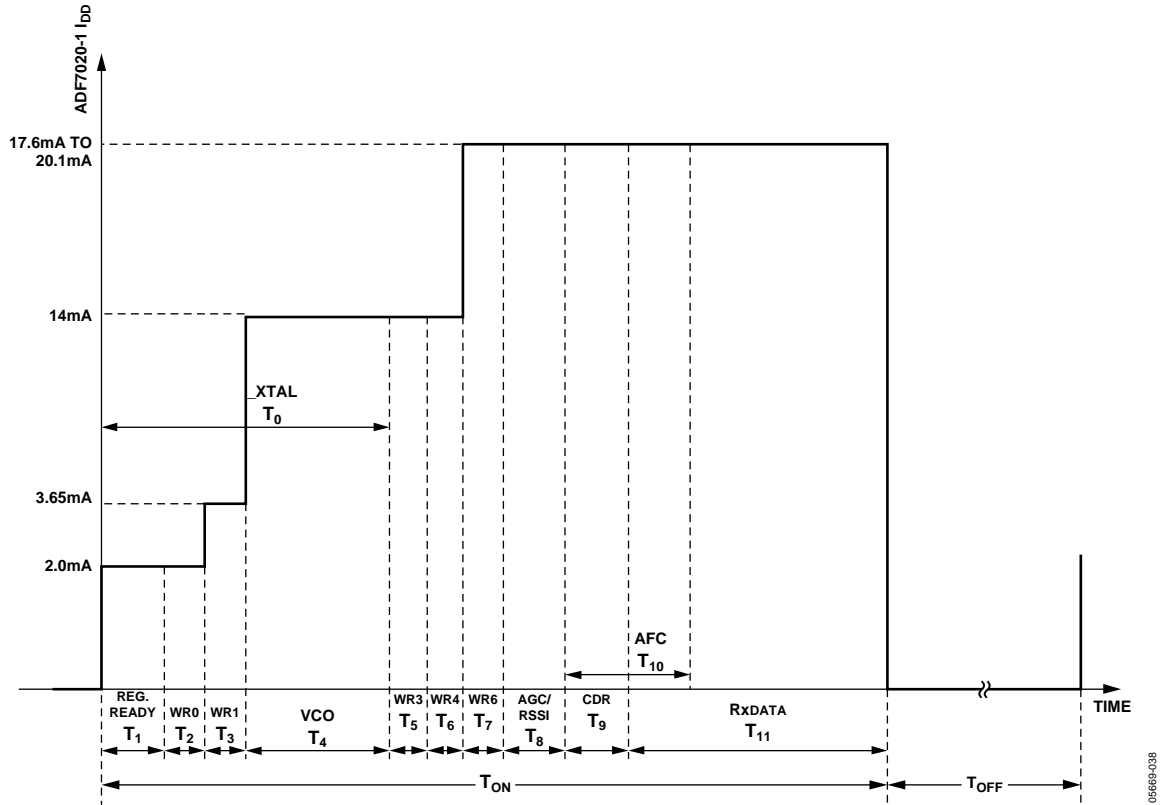 ADF7020-1 IDD
17.6mA TO
20.1mA
14mA
_XTAL
T0
3.65mA
2.0mA
AFC
T10
REG.
READY
T1
WR0
T2
WR1
T3
VCO
T4
WR3
T5
WR4
T6
WR6
T7
AGC/
RSSI
T8
CDR
T9
RxDATA
T11
TIME
TON
TOFF
05669-038